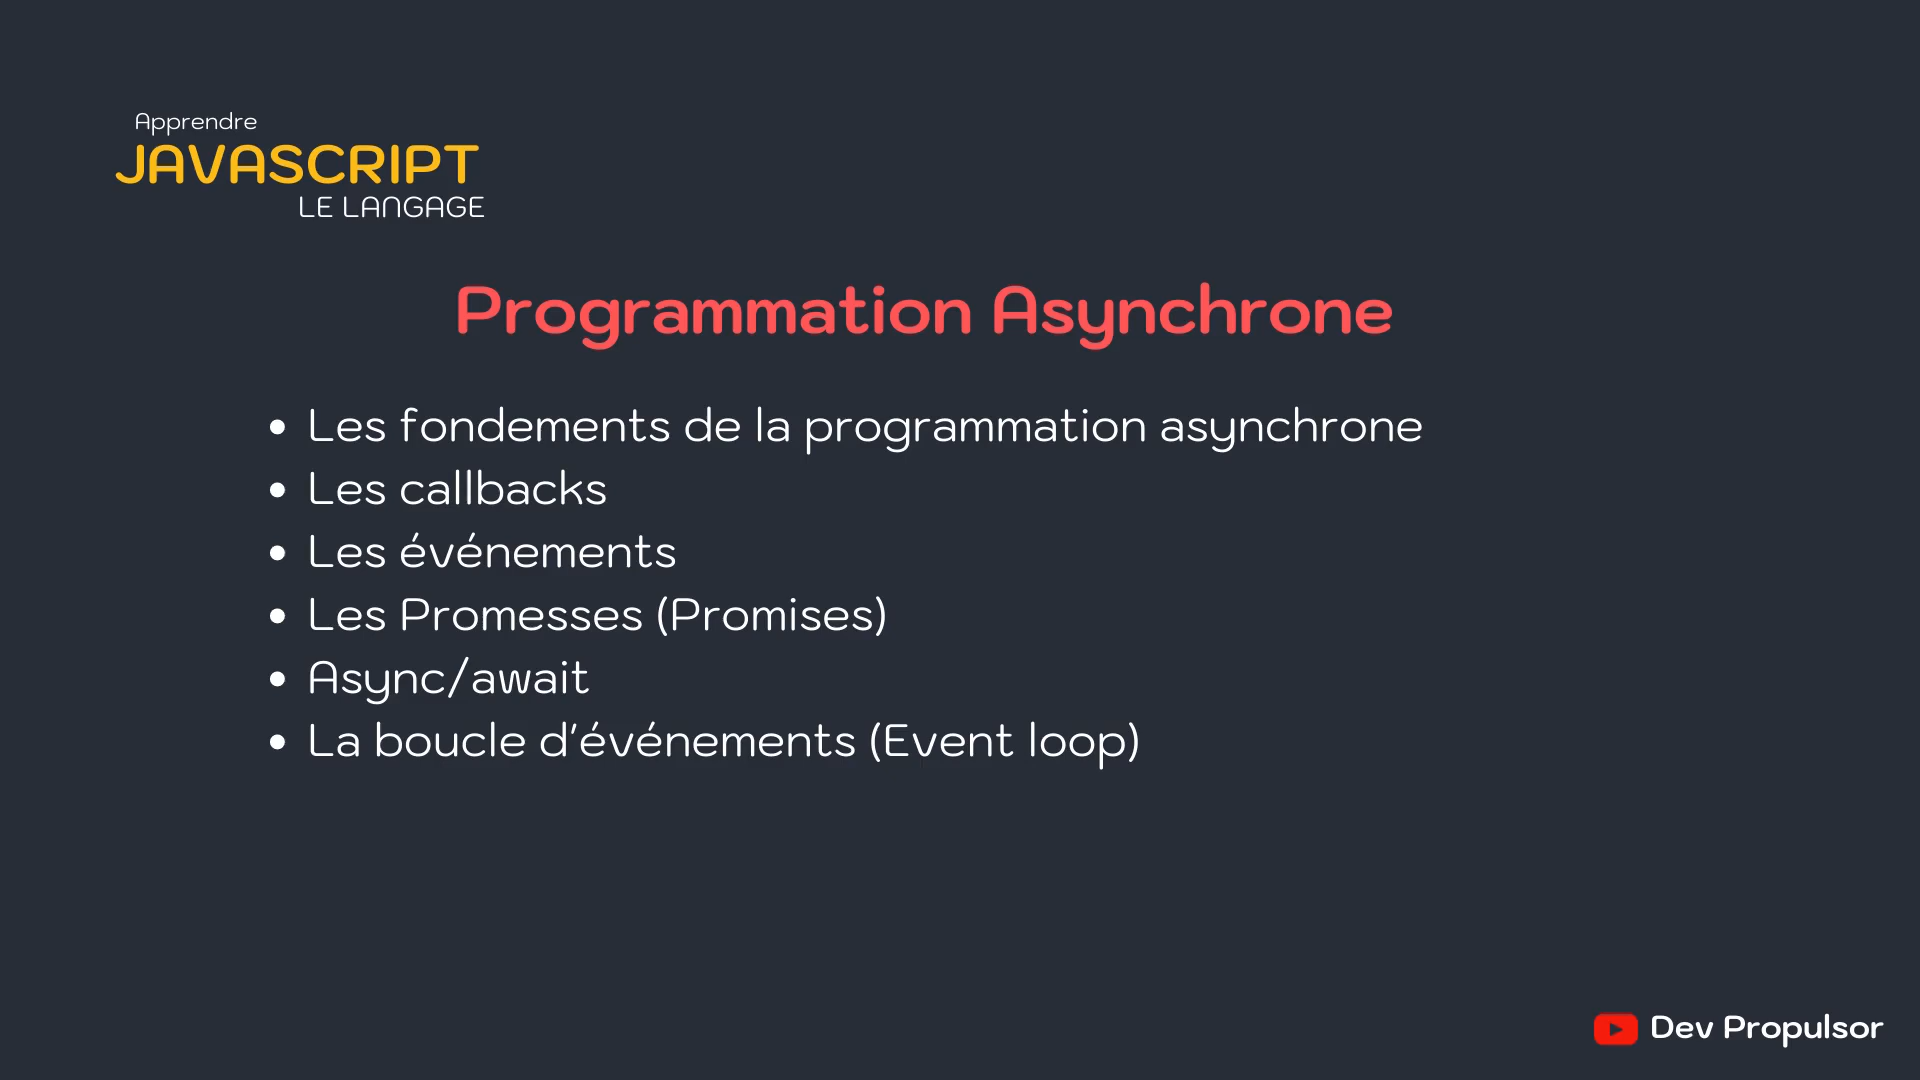 Apprendre
JAVASCRIPT
LE LANGAGE
Programmation Asynchrone
• Les fondements de la programmation asynchrone
• Les callbacks
• Les événements
• Les Promesses (Promises)
• Async/await
• La boucle d'événements (Event loop)
Dev Propulsor